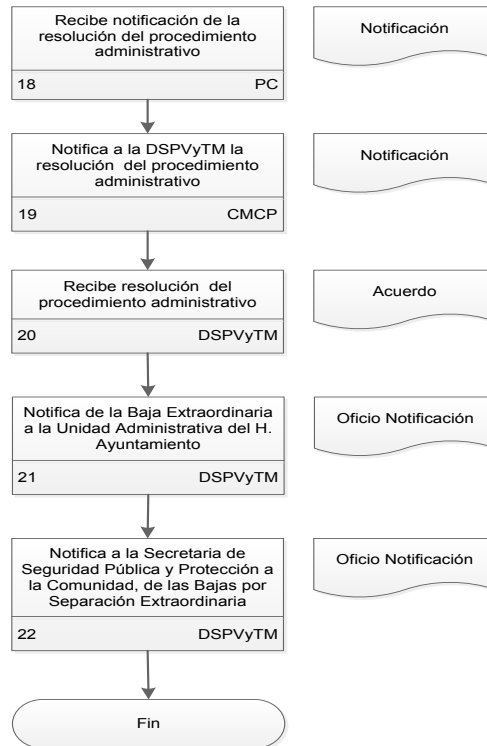 Recibe notificación de la
resolución del procedimiento
administrativo
18 PC
Notificación
Notifica a la DSPVyTM la
resolución del procedimiento
administrativo
19 CMCP
Notificación
Recibe resolución del
procedimiento administrativo
20 DSPVyTM
Acuerdo
Notifica de la Baja Extraordinaria
a la Unidad Administrativa del H.
Ayuntamiento
21 DSPVyTM
Oficio Notificación
Notifica a la Secretaria de
Seguridad Pública y Protección a
la Comunidad, de las Bajas por
Separación Extraordinaria
22 DSPVyTM
Oficio Notificación
Fin